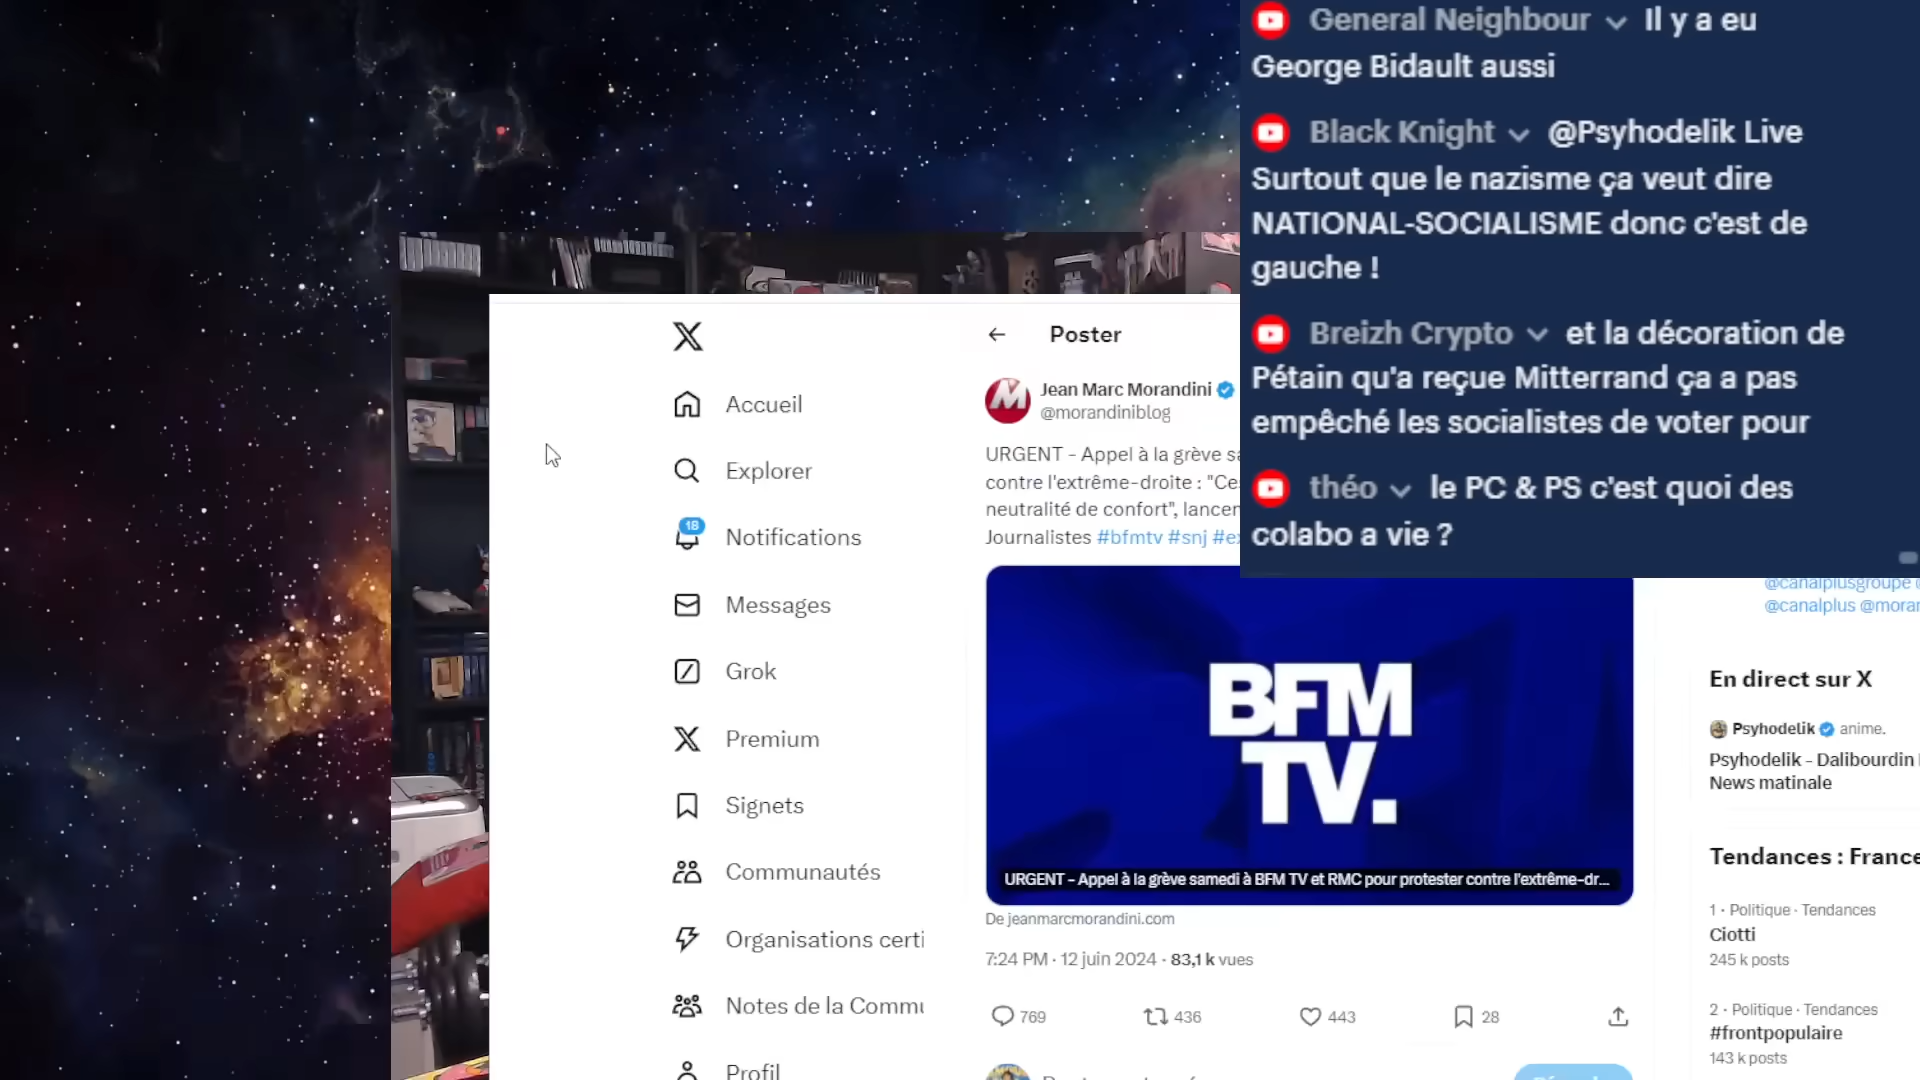 General Neighbour Il y a eu
George Bidault aussi
Black Knight @Psyhodelik Live
Surtout que le nazisme ça veut dire
NATIONAL-SOCIALISME donc c'est de
gauche !
Breizh Crypto et la décoration de
Pétain qu'a reçue Mitterrand ça a pas
empêché les socialistes de voter pour
théo le PC & PS c'est quoi des
colabo a vie ?
Accueil
Explorer
18
Notifications
Messages
Grok
Premium
Signets
Communautés
Organisations certi
Notes de la Commu
Profil
Poster
Jean Marc Morandini
@morandiniblog
URGENT - Appel à la grève sa
contre l'extrême-droite : "Ce
neutralité de confort", lancen
Journalistes #bfmtv #snj #ex
BFM
TV.
URGENT - Appel à la grève samedi à BFM TV et RMC pour protester contre l'extrême-dr...
De jeanmarcmorandini.com
7:24 PM · 12 juin 2024 · 83,1 k vues
769
436
443
28
@canalplusgroupe
@canalplus @morar
En direct sur X
Psyhodelik anime.
Psyhodelik - Dalibourdin
News matinale
Tendances : France
1 · Politique · Tendances
Ciotti
245 k posts
2 · Politique · Tendances
#frontpopulaire
143 k posts